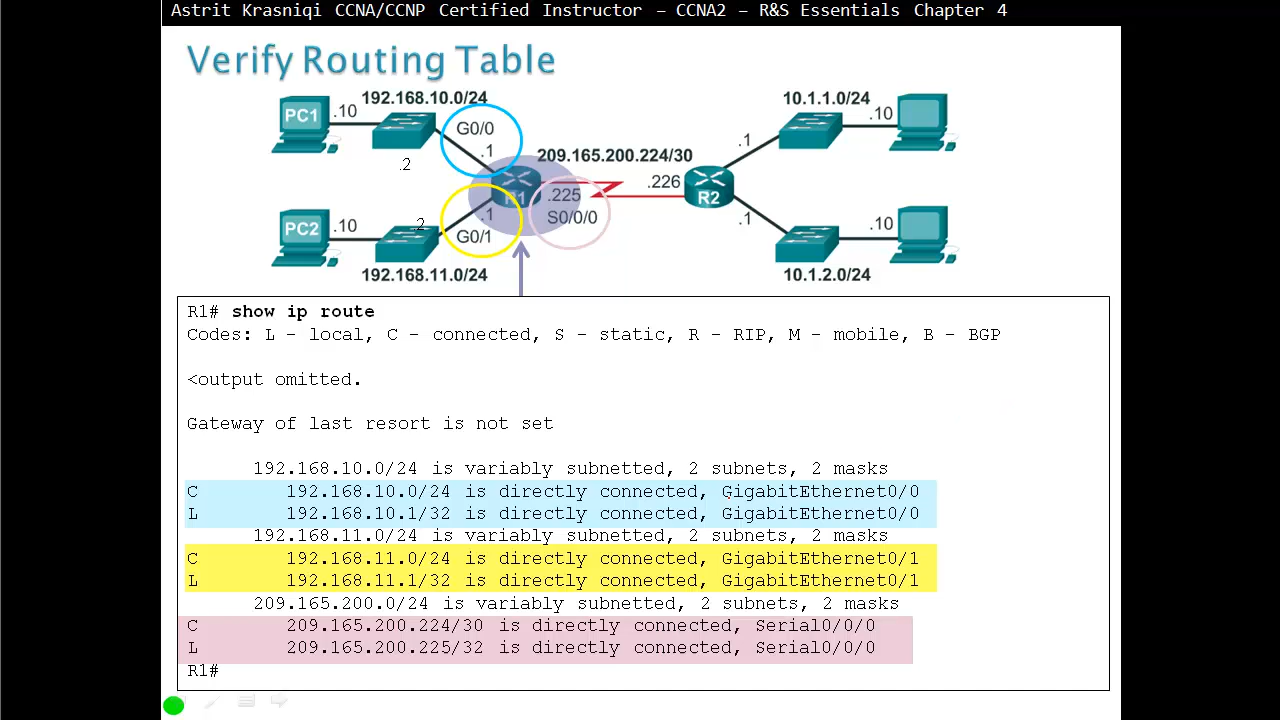 Astrit Krasniqi CCNA/CCNP Certified Instructor – CCNA2 – R&S Essentials Chapter 4
Verify Routing Table
192.168.10.0/24
PC1
.10
G0/0
.1
.2
209.165.200.224/30
.225
S0/0/0
.226
R1
R2
10.1.1.0/24
.10
.1
PC2
.10
.2
.1
G0/1
192.168.11.0/24
.1
.10
10.1.2.0/24
R1# show ip route
Codes: L - local, C - connected, S - static, R - RIP, M - mobile, B - BGP
<output omitted.
Gateway of last resort is not set
192.168.10.0/24 is variably subnetted, 2 subnets, 2 masks
C 192.168.10.0/24 is directly connected, GigabitEthernet0/0
L 192.168.10.1/32 is directly connected, GigabitEthernet0/0
192.168.11.0/24 is variably subnetted, 2 subnets, 2 masks
C 192.168.11.0/24 is directly connected, GigabitEthernet0/1
L 192.168.11.1/32 is directly connected, GigabitEthernet0/1
209.165.200.0/24 is variably subnetted, 2 subnets, 2 masks
C 209.165.200.224/30 is directly connected, Serial0/0/0
L 209.165.200.225/32 is directly connected, Serial0/0/0
R1#